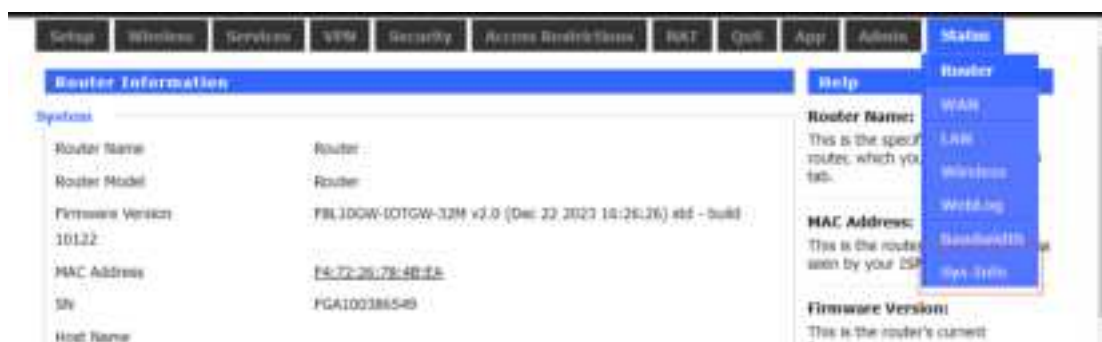 Setup Wireless Services VPN Security Access Restrictions NAT QoS App Admin Status
Router Information
System
Router Name Router
Router Model Router
Firmware Version FBL10GW-IOTGW-32M v2.0 (Dec 22 2023 16:26:26) std - build
10122
MAC Address F4:72:26:78:4B:EA
SN FGA100386549
Host Name
Help
Router Name:
This is the specif
router, which you
tab.
MAC Address:
This is the router
seen by your ISP
Firmware Version:
This is the router's current
Router
WAN
LAN
Wireless
WebLog
Bandwidth
Sys-Info